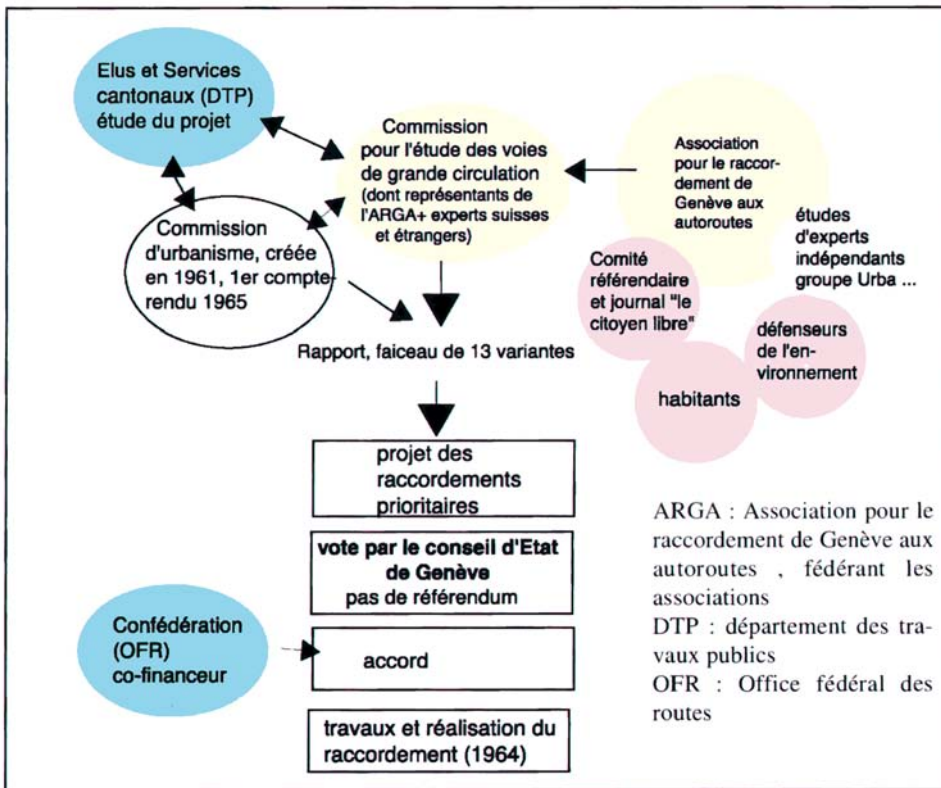 Elus et Services
cantonaux (DTP)
étude du projet
Commission
pour l'étude des voies
de grande circulation
(dont représentants de
l'ARGA+ experts suisses
et étrangers)
Association
pour le raccor-
dement de
Genève aux
autoroutes
Commission
d'urbanisme, créée
en 1961, 1er compte-
rendu 1965
études
d'experts
indépendants
groupe Urba ...
Comité
référendaire
et journal "le
citoyen libre"
défenseurs
de l'en-
vironnement
habitants
Rapport, faiceau de 13 variantes
projet des
raccordements
prioritaires
vote par le conseil d'Etat
de Genève
pas de référendum
Confédération
(OFR)
co-financeur
accord
travaux et réalisation du
raccordement (1964)
ARGA : Association pour le
raccordement de Genève aux
autoroutes , fédérant les
associations
DTP : département des tra-
vaux publics
OFR : Office fédéral des
routes